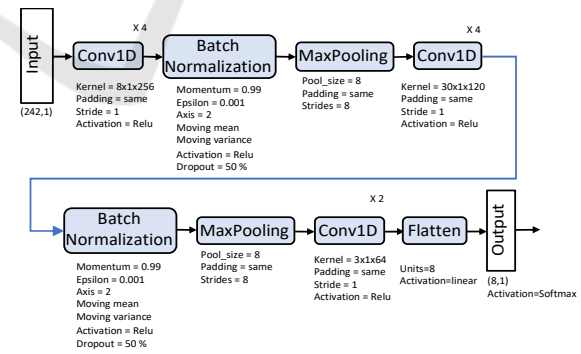 X 4
X 4
Input
Conv1D
Batch
Normalization
MaxPooling
Conv1D
(242,1)
Kernel = 8x1x256
Padding = same
Stride = 1
Activation = Relu
Momentum = 0.99
Epsilon = 0.001
Axis = 2
Moving mean
Moving variance
Activation = Relu
Dropout = 50 %
Pool_size = 8
Padding = same
Strides = 8
Kernel = 30x1x120
Padding = same
Stride = 1
Activation = Relu
X 2
Batch
Normalization
MaxPooling
Conv1D
Flatten
Output
Momentum = 0.99
Epsilon = 0.001
Axis = 2
Moving mean
Moving variance
Activation = Relu
Dropout = 50 %
Pool_size = 8
Padding = same
Strides = 8
Kernel = 3x1x64
Padding = same
Stride = 1
Activation = Relu
Units=8
Activation=linear
(8,1)
Activation=Softmax